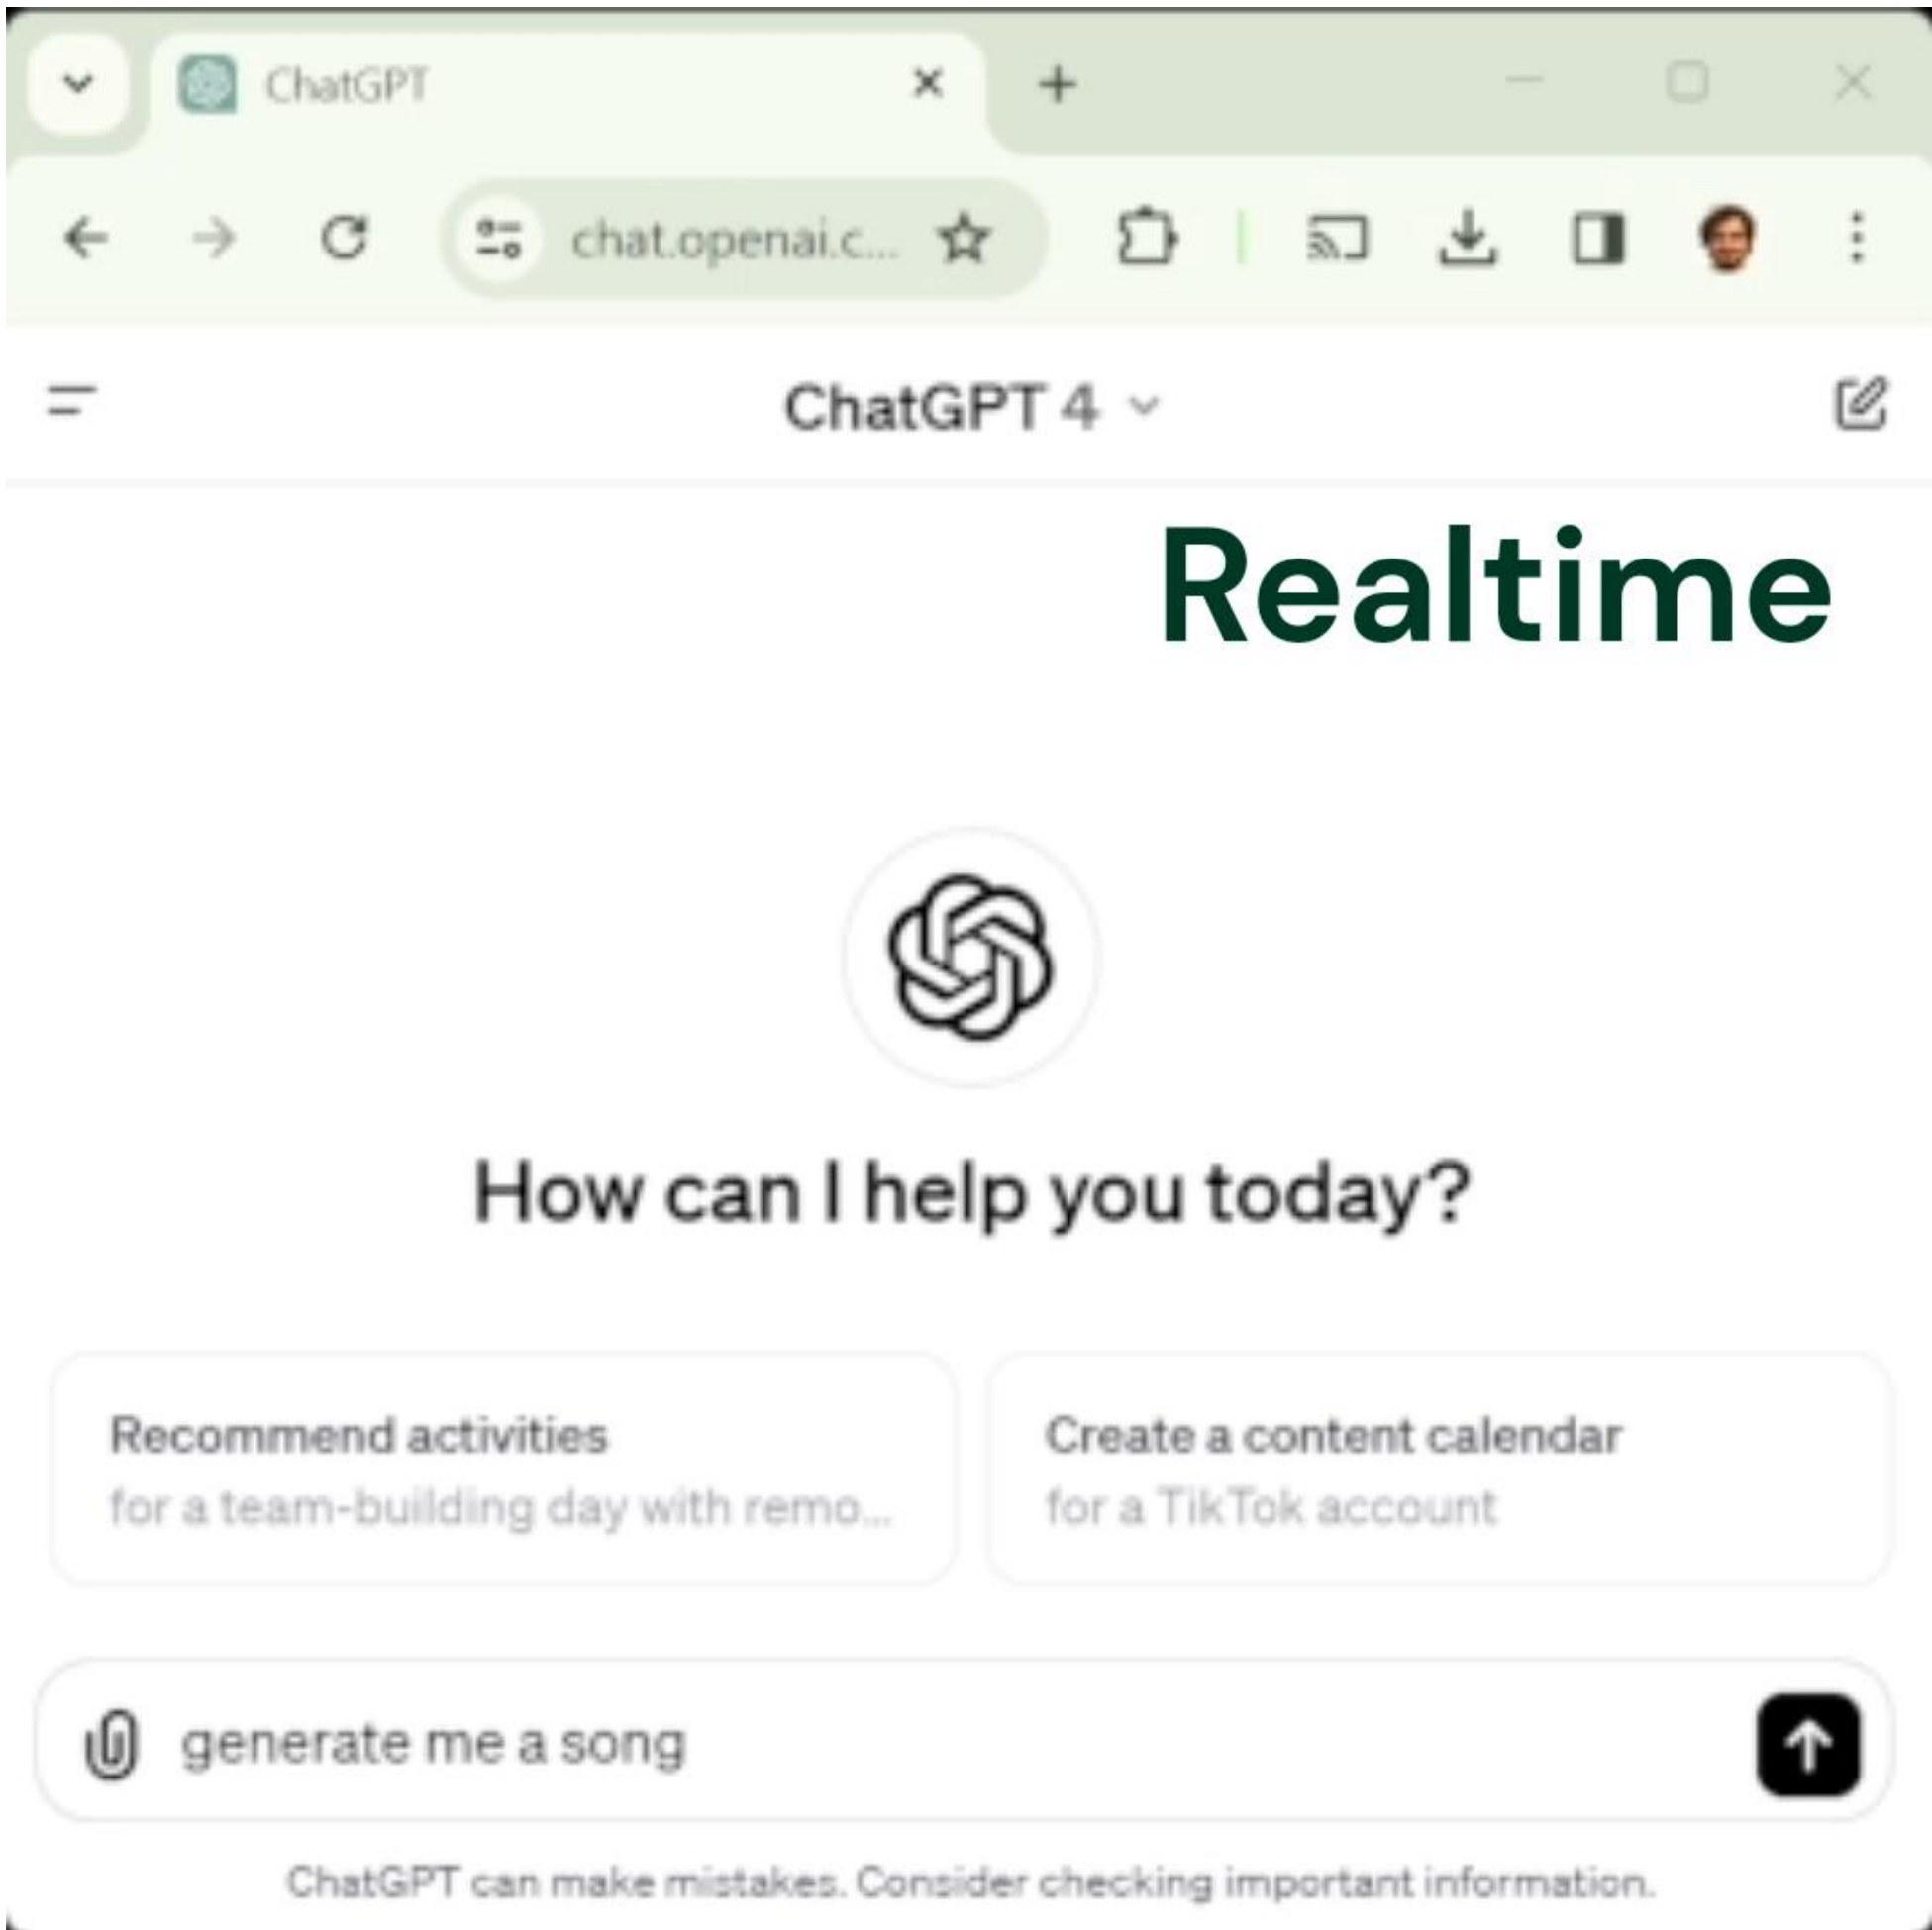 ChatGPT
chat.openai.c...
ChatGPT 4
Realtime
How can I help you today?
Recommend activities
for a team-building day with remo...
Create a content calendar
for a TikTok account
generate me a song
ChatGPT can make mistakes. Consider checking important information.